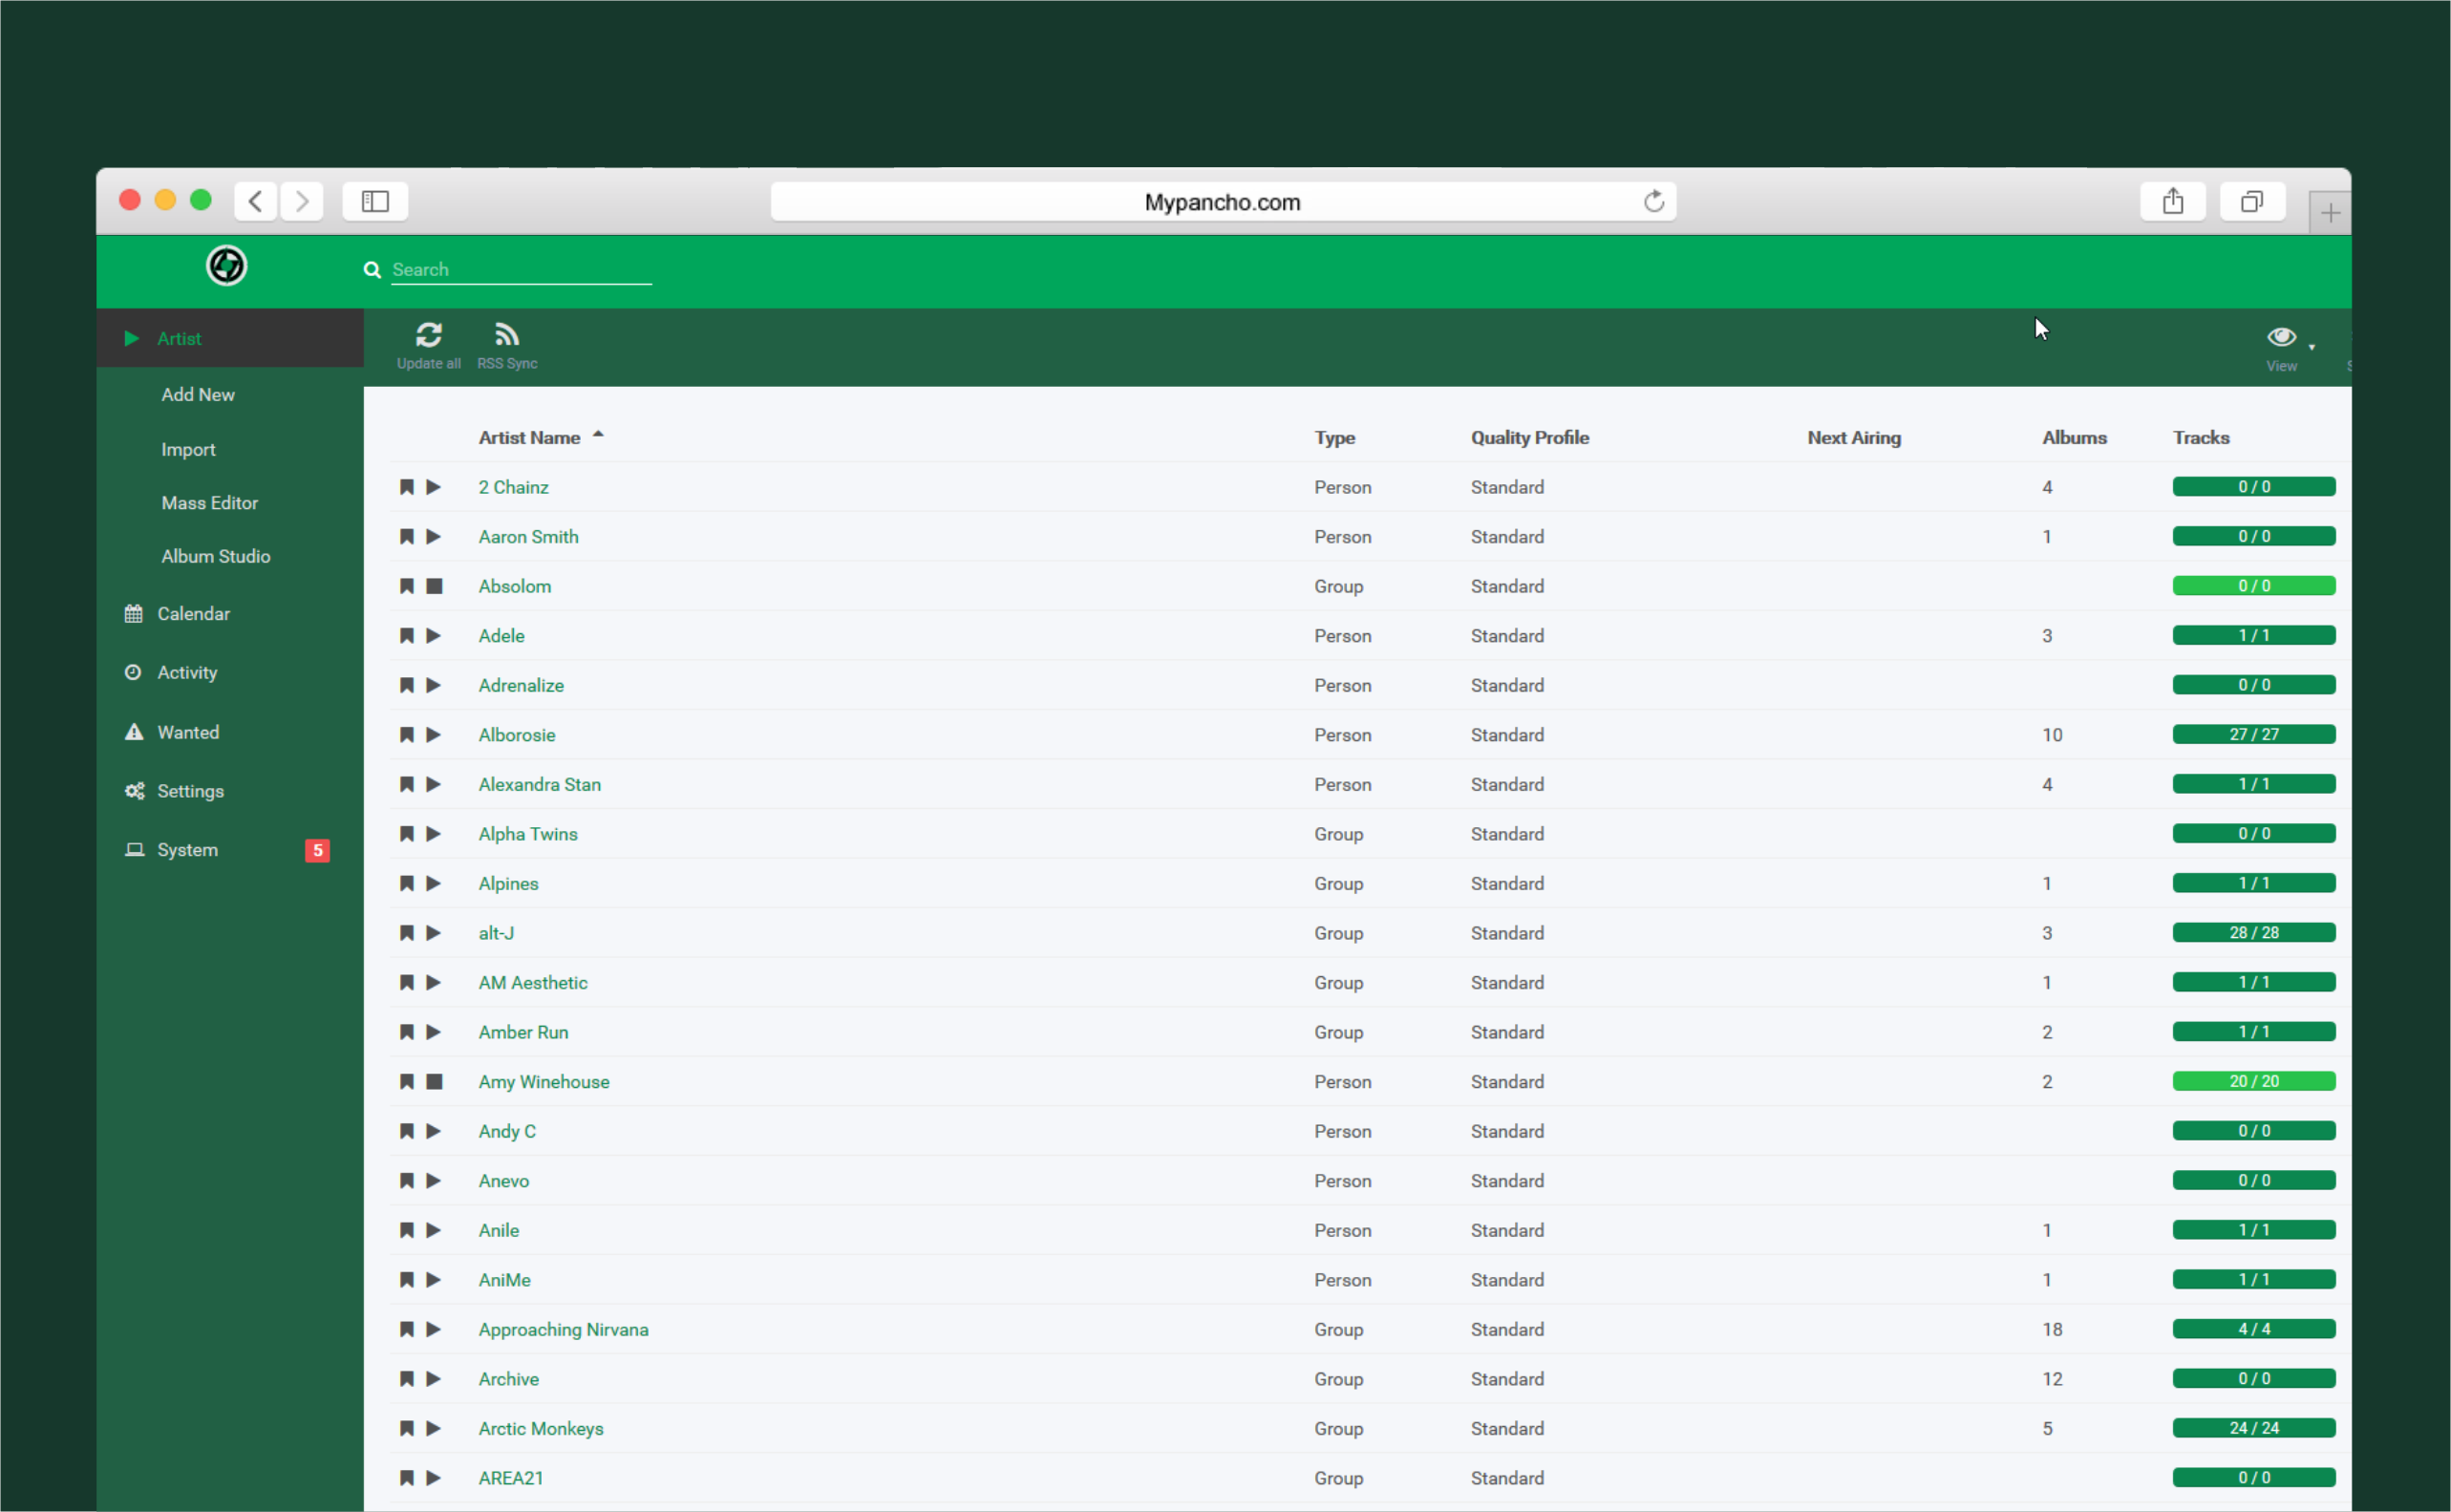 Mypancho.com
Search
Artist
Update all RSS Sync
View
Add New
Import
Mass Editor
Album Studio
Calendar
Activity
Wanted
Settings
System 5
Artist Name Type Quality Profile Next Airing Albums Tracks
2 Chainz Person Standard 4 0 / 0
Aaron Smith Person Standard 1 0 / 0
Absolom Group Standard 0 / 0
Adele Person Standard 3 1 / 1
Adrenalize Person Standard 0 / 0
Alborosie Person Standard 10 27 / 27
Alexandra Stan Person Standard 4 1 / 1
Alpha Twins Group Standard 0 / 0
Alpines Group Standard 1 1 / 1
alt-J Group Standard 3 28 / 28
AM Aesthetic Group Standard 1 1 / 1
Amber Run Group Standard 2 1 / 1
Amy Winehouse Person Standard 2 20 / 20
Andy C Person Standard 0 / 0
Anevo Person Standard 0 / 0
Anile Person Standard 1 1 / 1
AniMe Person Standard 1 1 / 1
Approaching Nirvana Group Standard 18 4 / 4
Archive Group Standard 12 0 / 0
Arctic Monkeys Group Standard 5 24 / 24
AREA21 Group Standard 0 / 0